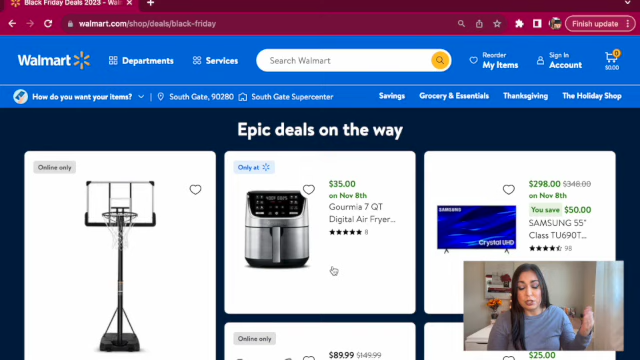 Black Friday Deals 2023 – Wal
walmart.com/shop/deals/black-friday
Finish update
Walmart
Departments
Services
Search Walmart
Reorder
My Items
Sign In
Account
0
$0.00
How do you want your items?
South Gate, 90280
South Gate Supercenter
Savings
Grocery & Essentials
Thanksgiving
The Holiday Shop
Epic deals on the way
Online only
Only at
$35.00
on Nov 8th
Gourmia 7 QT
Digital Air Fryer...
8
$298.00 $348.00
on Nov 8th
You save $50.00
SAMSUNG 55"
Class TU690T...
98
SAMSUNG
Crystal UHD
Online only
$89.99 $149.99
$25.00